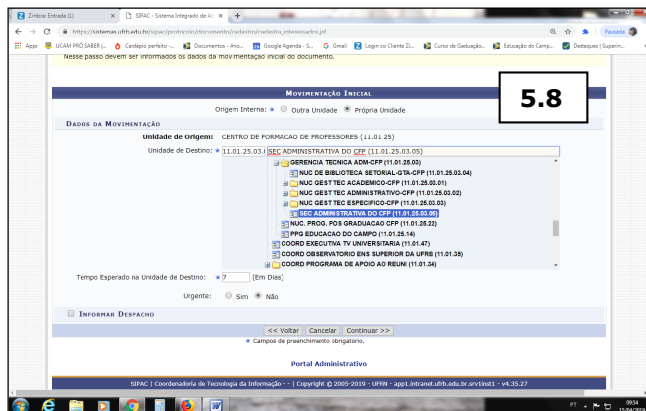 Zimbra: Entrada (1)
SIPAC - Sistema Integrado de
https://sistemas.ufrb.edu.br/sipac/protocolo/documento/cadastro/cadastra_interessados.jsf
Pausada
Apps
UCAM PRÓ SABER |...
Cardápio perfeito -...
Documentos - Ano...
Google Agenda - S...
Gmail
Login co Cliente Zi...
Curso de Gaduação...
Educação do Camp...
Destaques | Superin...
Nesse passo devem ser informados os dados da movimentação inicial do documento.
5.8
Movimentação Inicial
Origem Interna: * Outra Unidade Própria Unidade
Dados da Movimentação
Unidade de Origem: CENTRO DE FORMACAO DE PROFESSORES (11.01.25)
Unidade de Destino: * 11.01.25.03.( SEC ADMINISTRATIVA DO CFP (11.01.25.03.05)
GERENCIA TECNICA ADM-CFP (11.01.25.03)
NUC DE BIBLIOTECA SETORIAL-GTA-CFP (11.01.25.03.04)
NUC GEST TEC ACADEMICO-CFP (11.01.25.03.01)
NUC GEST TEC ADMINISTRATIVO-CFP (11.01.25.03.02)
NUC GEST TEC ESPECIFICO-CFP (11.01.25.03.03)
SEC ADMINISTRATIVA DO CFP (11.01.25.03.05)
NUC. PROG. POS GRADUACAO CFP (11.01.25.22)
PPG EDUCACAO DO CAMPO (11.01.25.14)
COORD EXECUTIVA TV UNIVERSITARIA (11.01.47)
COORD OBSERVATORIO ENS SUPERIOR DA UFRB (11.01.35)
COORD PROGRAMA DE APOIO AO REUNI (11.01.34)
Tempo Esperado na Unidade de Destino: * 7 (Em Dias)
Urgente: Sim Não
Informar Despacho
<< Voltar Cancelar Continuar >>
* Campos de preenchimento obrigatório.
Portal Administrativo
SIPAC | Coordenadoria de Tecnologia da Informação - - | Copyright © 2005-2019 - UFRN - app1.intranet.ufrb.edu.br.srv1inst1 - v4.35.27
PT
09:54
15/04/2019